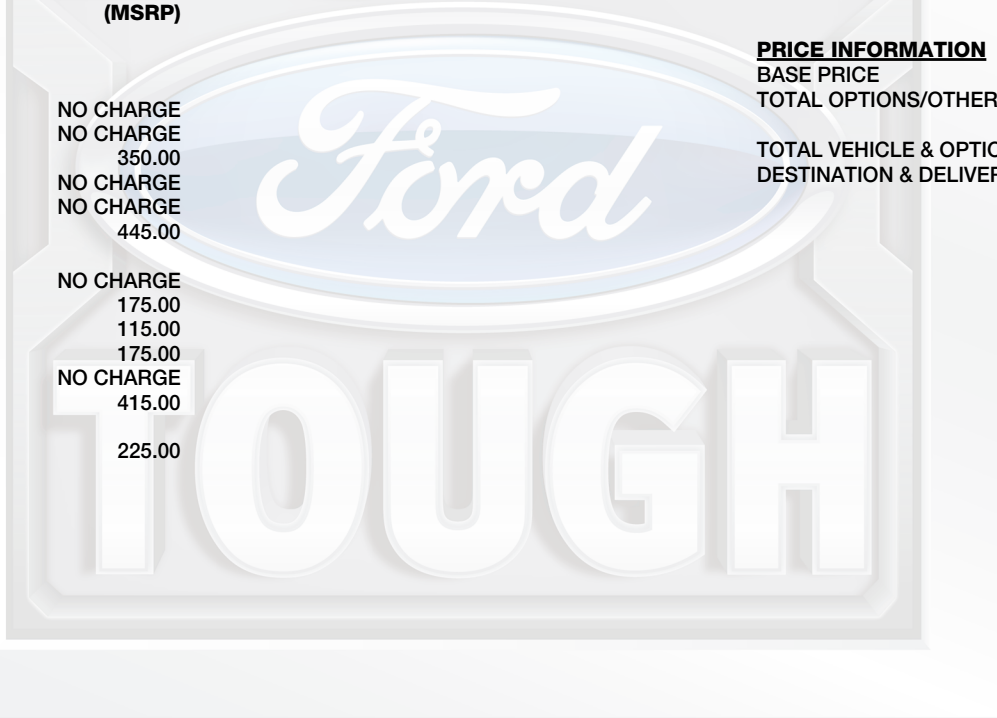 (MSRP)
NO CHARGE
NO CHARGE
350.00
NO CHARGE
NO CHARGE
445.00
NO CHARGE
175.00
115.00
175.00
NO CHARGE
415.00
225.00
PRICE INFORMATION
BASE PRICE
TOTAL OPTIONS/OTHER
TOTAL VEHICLE & OPTIO
DESTINATION & DELIVER
Ford
TOUGH